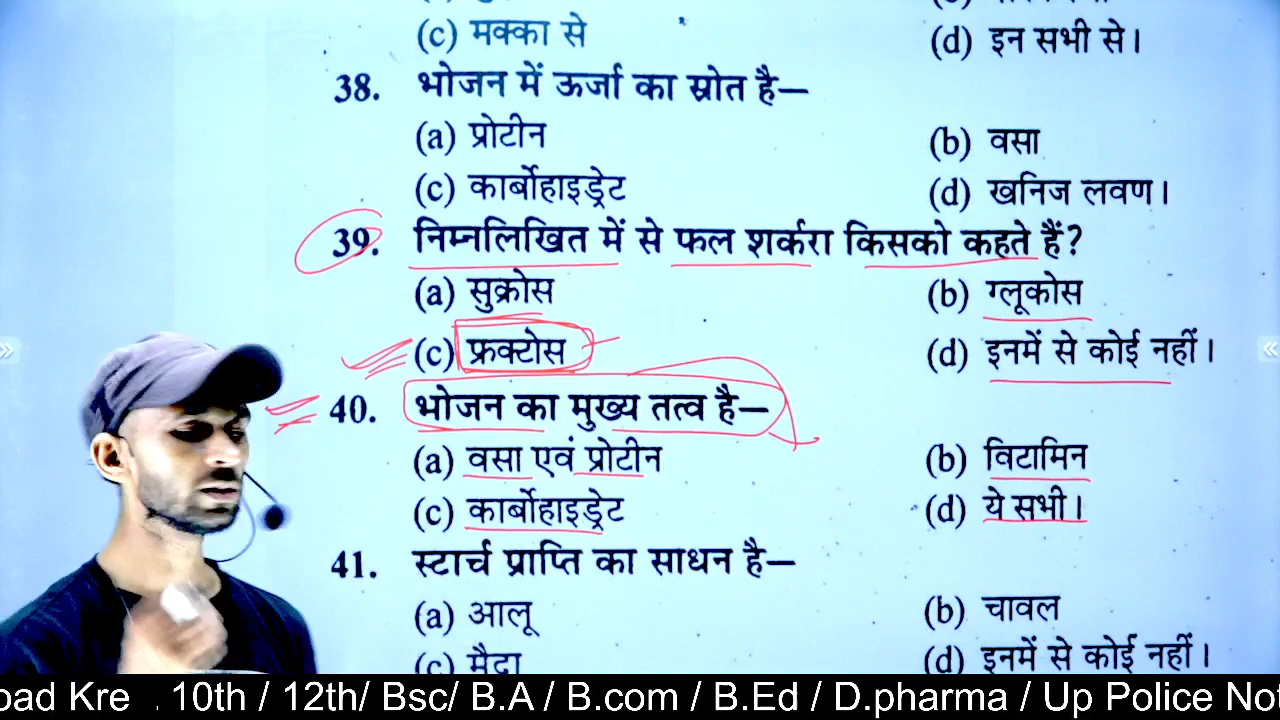 (c) मक्का से (d) इन सभी से।
38. भोजन में ऊर्जा का स्रोत है—
(a) प्रोटीन (b) वसा
(c) कार्बोहाइड्रेट (d) खनिज लवण।
39. निम्नलिखित में से फल शर्करा किसको कहते हैं?
(a) सुक्रोस (b) ग्लूकोस
(c) फ्रक्टोस (d) इनमें से कोई नहीं।
40. भोजन का मुख्य तत्व है—
(a) वसा एवं प्रोटीन (b) विटामिन
(c) कार्बोहाइड्रेट (d) ये सभी।
41. स्टार्च प्राप्ति का साधन है—
(a) आलू (b) चावल
(c) मैदा (d) इनमें से कोई नहीं।
oad Kre . 10th / 12th/ Bsc/ B.A / B.com / B.Ed / D.pharma / Up Police Not